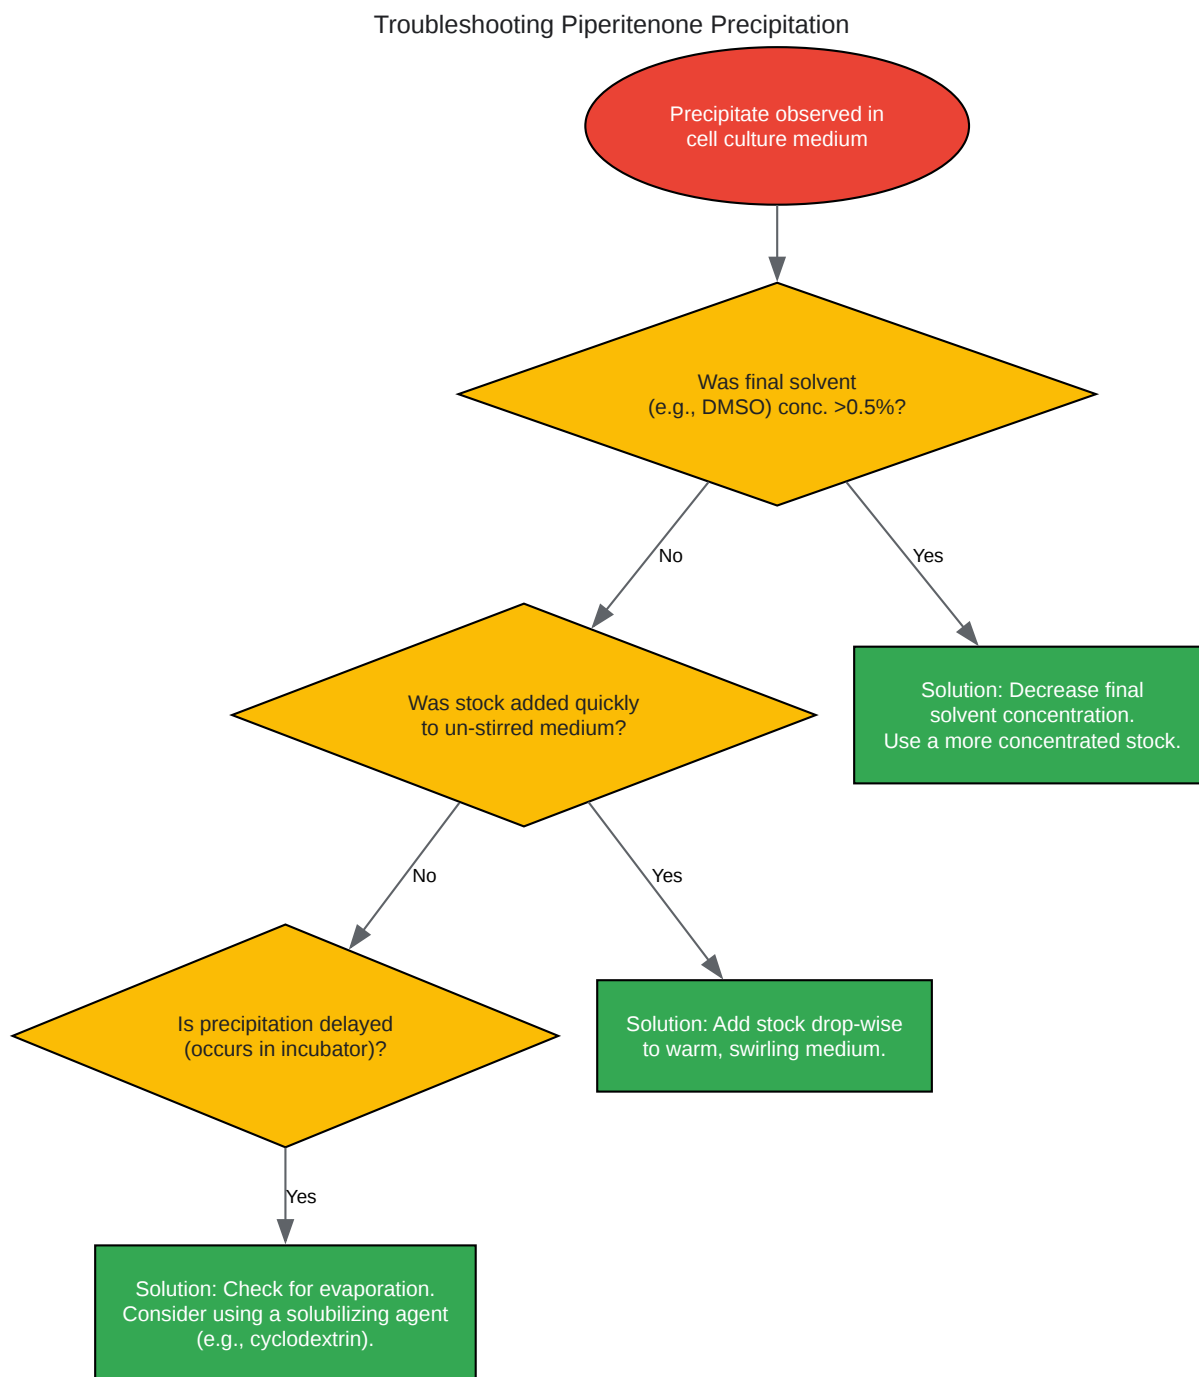 Troubleshooting Piperitenone Precipitation
Precipitate observed in
cell culture medium
Was final solvent
(e.g., DMSO) conc. >0.5%?
No
Yes
Was stock added quickly
to un-stirred medium?
Solution: Decrease final
solvent concentration.
Use a more concentrated stock.
No
Yes
Is precipitation delayed
(occurs in incubator)?
Solution: Add stock drop-wise
to warm, swirling medium.
Yes
Solution: Check for evaporation.
Consider using a solubilizing agent
(e.g., cyclodextrin).